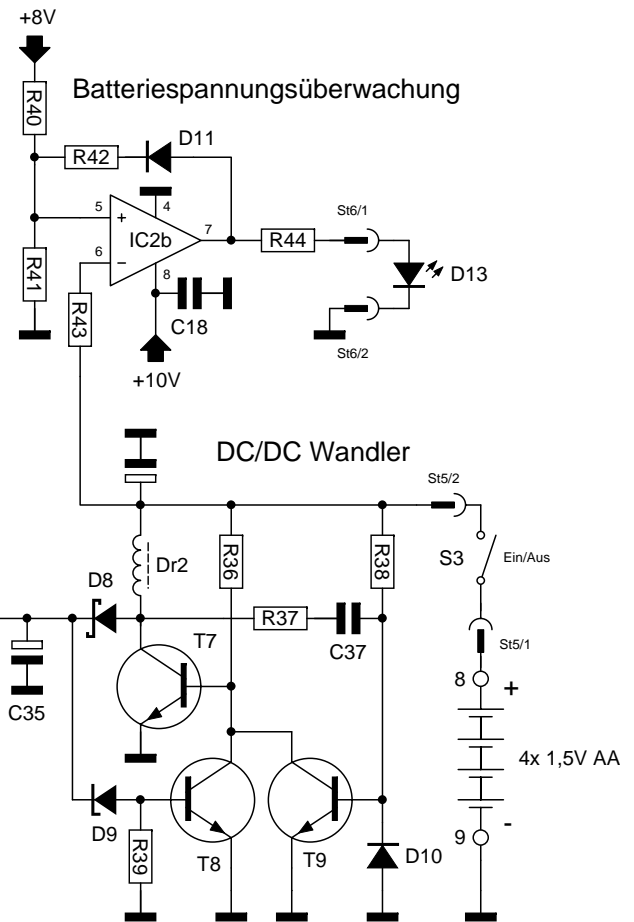 +8V
Batteriespannungsüberwachung
R40
D11
R42
5
+
4
IC2b
7
R44
St6/1
D13
6
−
8
R41
R43
C18
St6/2
+10V
DC/DC Wandler
St5/2
R36
R38
S3
Ein/Aus
Dr2
D8
R37
C37
T7
St5/1
C35
8
+
4x 1,5V AA
D9
R39
T8
T9
D10
9
-